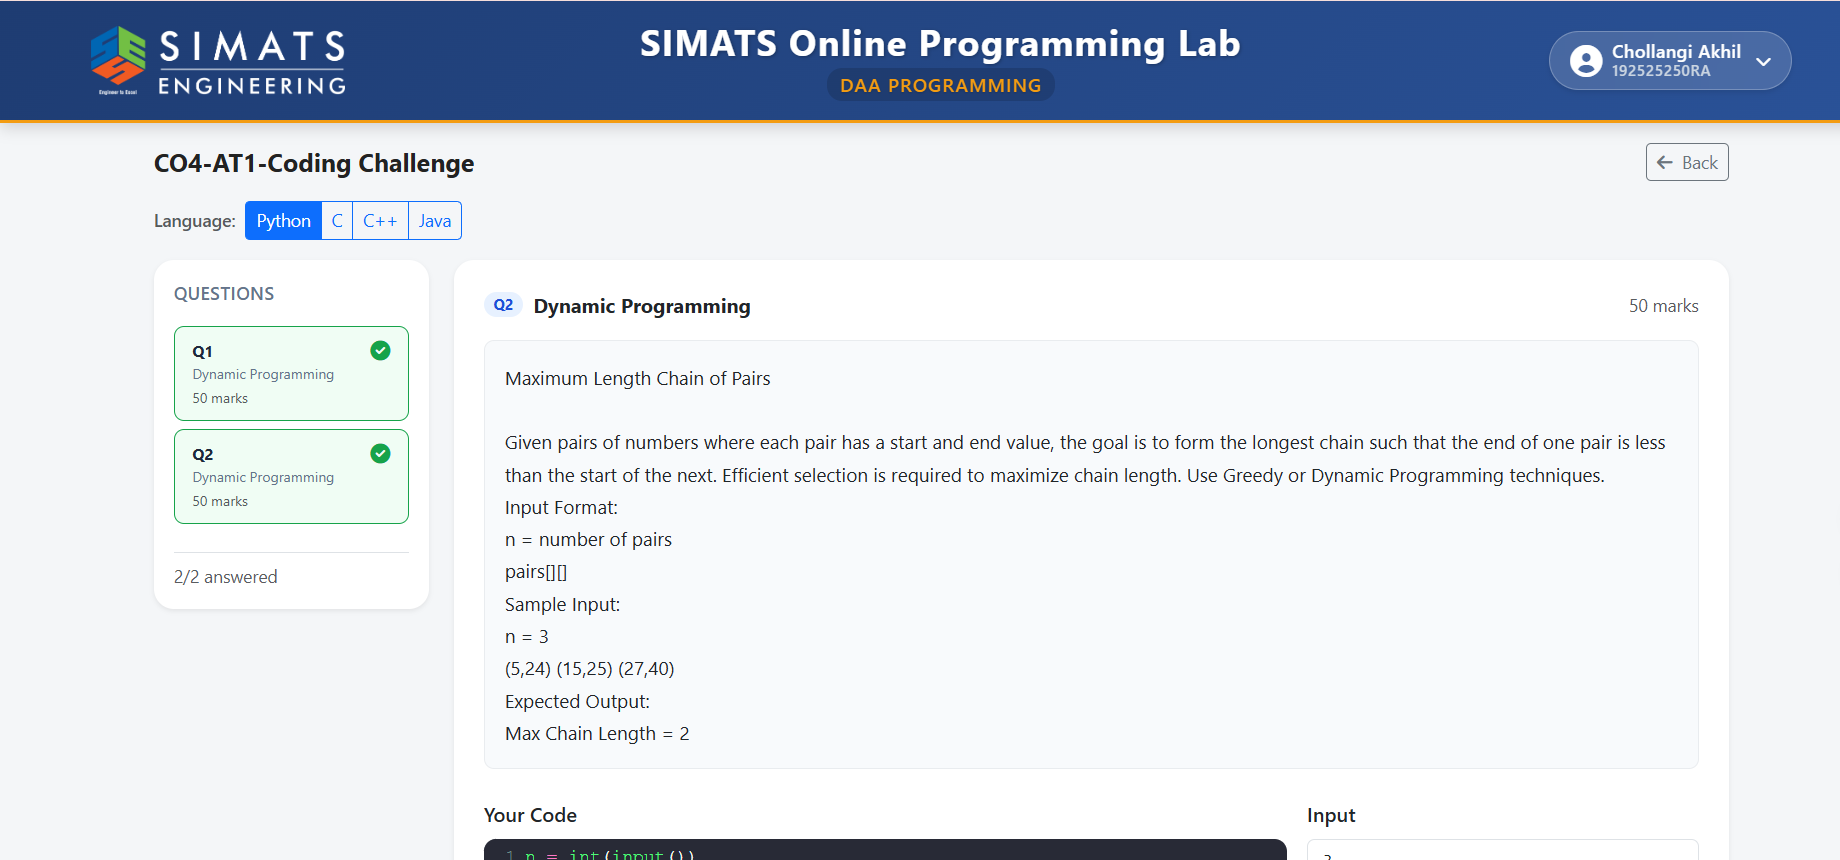 SIMATS
ENGINEERING
Engineer to Excel
SIMATS Online Programming Lab
DAA PROGRAMMING
Chollangi Akhil
192525250RA
CO4-AT1-Coding Challenge
Back
Language: Python C C++ Java
QUESTIONS
Q1
Dynamic Programming
50 marks
Q2
Dynamic Programming
50 marks
2/2 answered
Q2 Dynamic Programming
50 marks
Maximum Length Chain of Pairs
Given pairs of numbers where each pair has a start and end value, the goal is to form the longest chain such that the end of one pair is less
than the start of the next. Efficient selection is required to maximize chain length. Use Greedy or Dynamic Programming techniques.
Input Format:
n = number of pairs
pairs[][]
Sample Input:
n = 3
(5,24) (15,25) (27,40)
Expected Output:
Max Chain Length = 2
Your Code
1 n = int(input())
Input